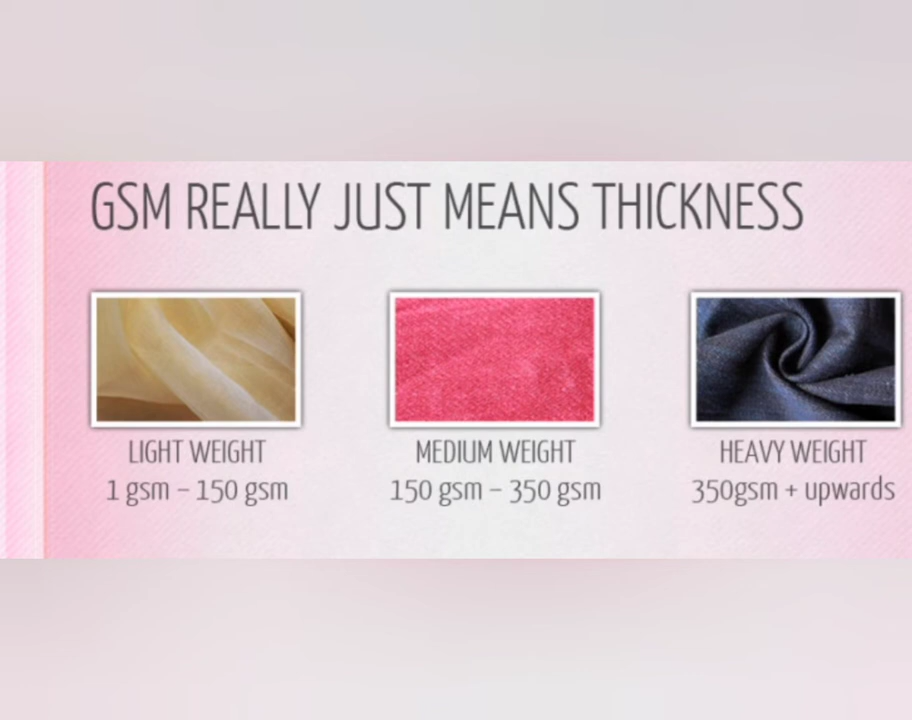 GSM REALLY JUST MEANS THICKNESS
LIGHT WEIGHT
1 gsm – 150 gsm
MEDIUM WEIGHT
150 gsm – 350 gsm
HEAVY WEIGHT
350gsm + upwards